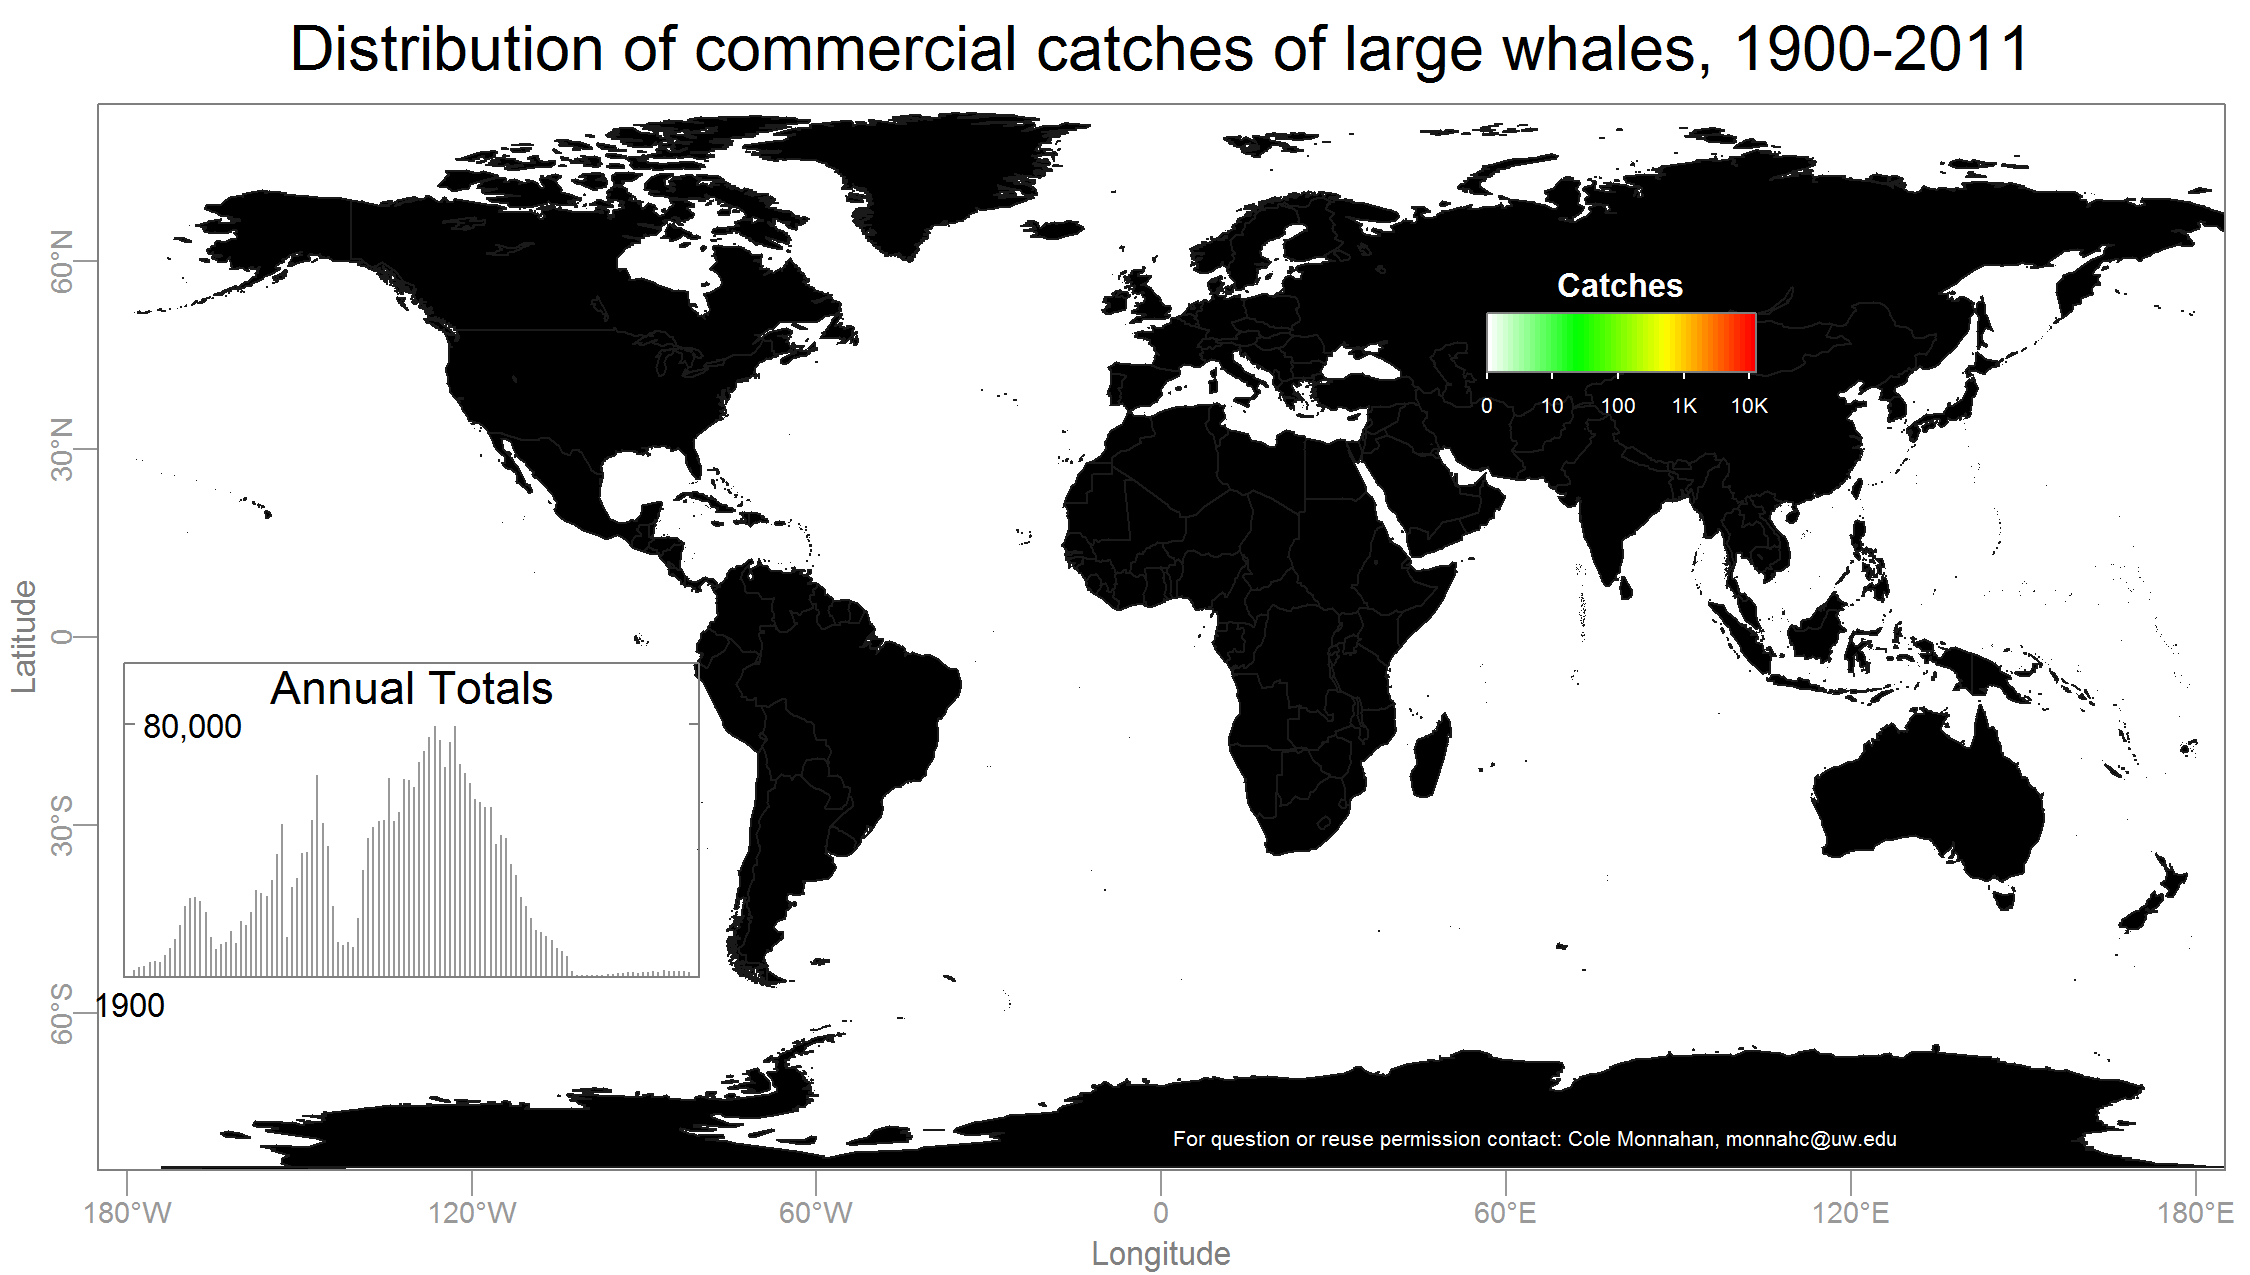 Distribution of commercial catches of large whales, 1900-2011
60°N
30°N
0
30°S
60°S
Latitude
Catches
0 10 100 1K 10K
Annual Totals
80,000
1900
For question or reuse permission contact: Cole Monnahan, monnahc@uw.edu
180°W 120°W 60°W 0 60°E 120°E 180°E
Longitude